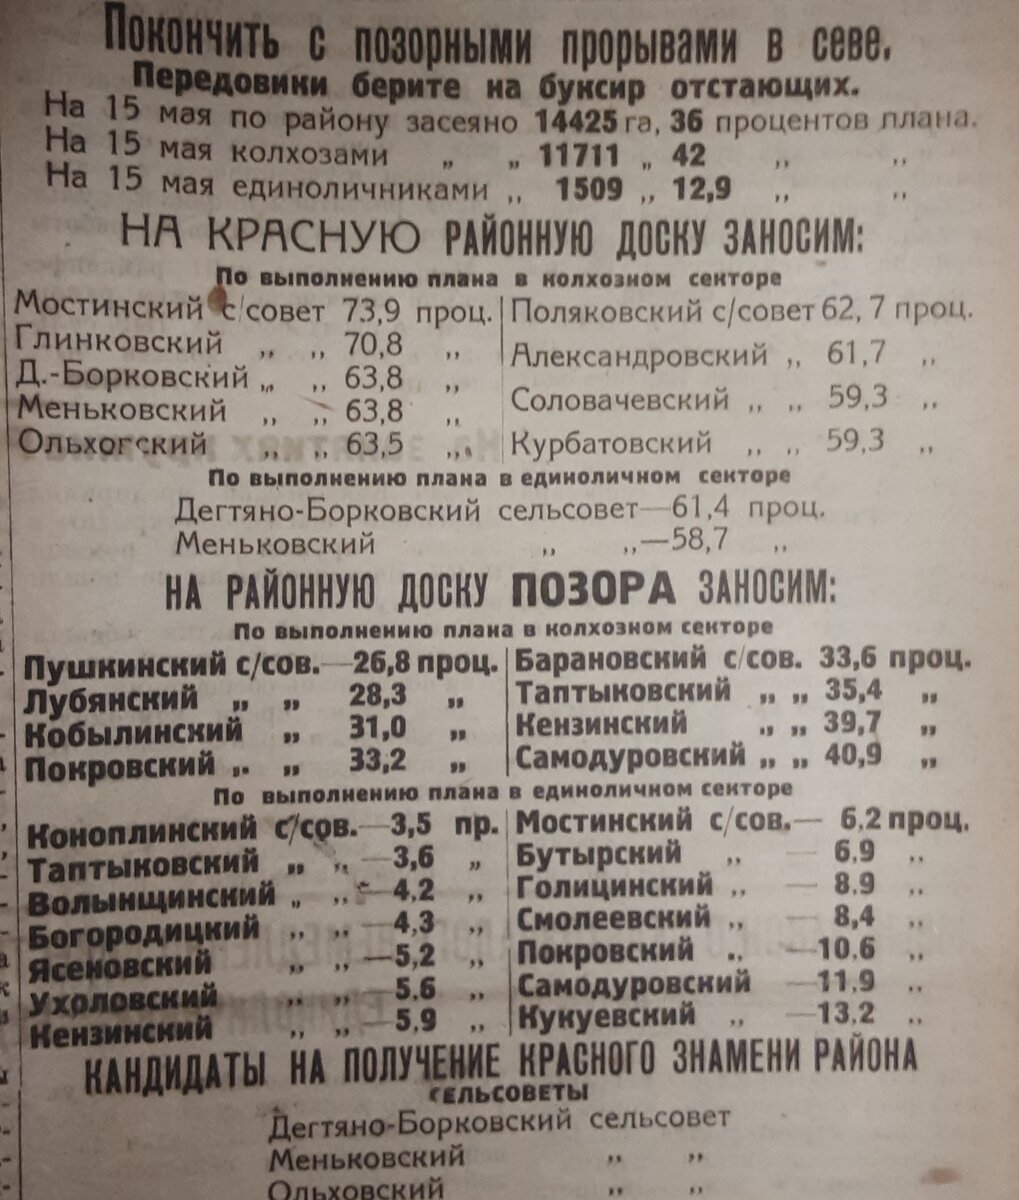 Покончить с позорными прорывами в севе.
Передовики берите на буксир отстающих.
На 15 мая по району засеяно 14425 га, 36 процентов плана.
На 15 мая колхозами „ „ 11711 „ 42 „ „
На 15 мая единоличниками „ 1509 „ 12,9 „ „
НА КРАСНУЮ РАЙОННУЮ ДОСКУ ЗАНОСИМ:
По выполнению плана в колхозном секторе
Мостинский с/совет 73,9 проц.
Глинковский „ „ 70,8 „
Д.-Борковский „ „ 63,8 „
Меньковский „ „ 63,8 „
Ольхогский „ „ 63,5 „
Поляковский с/совет 62,7 проц.
Александровский „ 61,7 „
Соловачевский „ „ 59,3 „
Курбатовский „ „ 59,3 „
По выполнению плана в единоличном секторе
Дегтяно-Борковский сельсовет—61,4 проц.
Меньковский „ „—58,7 „
НА РАЙОННУЮ ДОСКУ ПОЗОРА ЗАНОСИМ:
По выполнению плана в колхозном секторе
Пушкинский с/сов.—26,8 проц.
Лубянский „ „ 28,3 „
Кобылинский „ 31,0 „
Покровский „ „ 33,2 „
Барановский с/сов. 33,6 проц.
Таптыковский „ „ 35,4 „
Кензинский „ „ 39,7 „
Самодуровский „ „ 40,9 „
По выполнению плана в единоличном секторе
Коноплинский с/сов.—3,5 пр.
Таптыковский „ „—3,6 „
Волынщинский „ „—4,2 „
Богородицкий „ „—4,3 „
Ясеновский „ „—5,2 „
Ухоловский „ „—5.6 „
Кензинский „ „—5,9 „
Мостинский с/сов.— 6,2 проц.
Бутырский „ — 6.9 „
Голицинский „ — 8.9 „
Смолеевский „ — 8,4 „
Покровский „ —10.6 „
Самодуровский —11,9 „
Кукуевский „ —13,2 „
КАНДИДАТЫ НА ПОЛУЧЕНИЕ КРАСНОГО ЗНАМЕНИ РАЙОНА
СЕЛЬСОВЕТЫ
Дегтяно-Борковский сельсовет
Меньковский „ „
Ольховский „ „